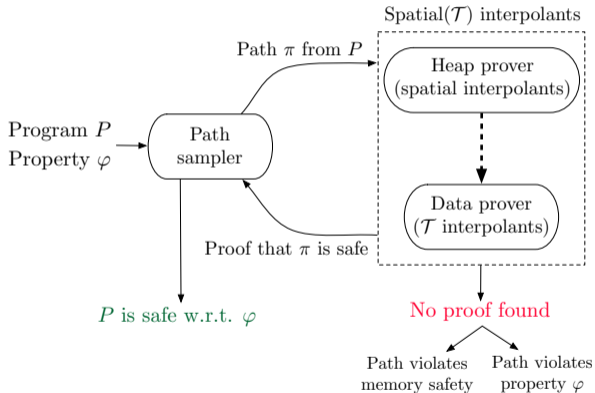 Spatial(𝒯) interpolants
Path π from P
Heap prover
(spatial interpolants)
Program P
Property φ
Path
sampler
Data prover
(𝒯 interpolants)
Proof that π is safe
P is safe w.r.t. φ
No proof found
Path violates
memory safety
Path violates
property φ